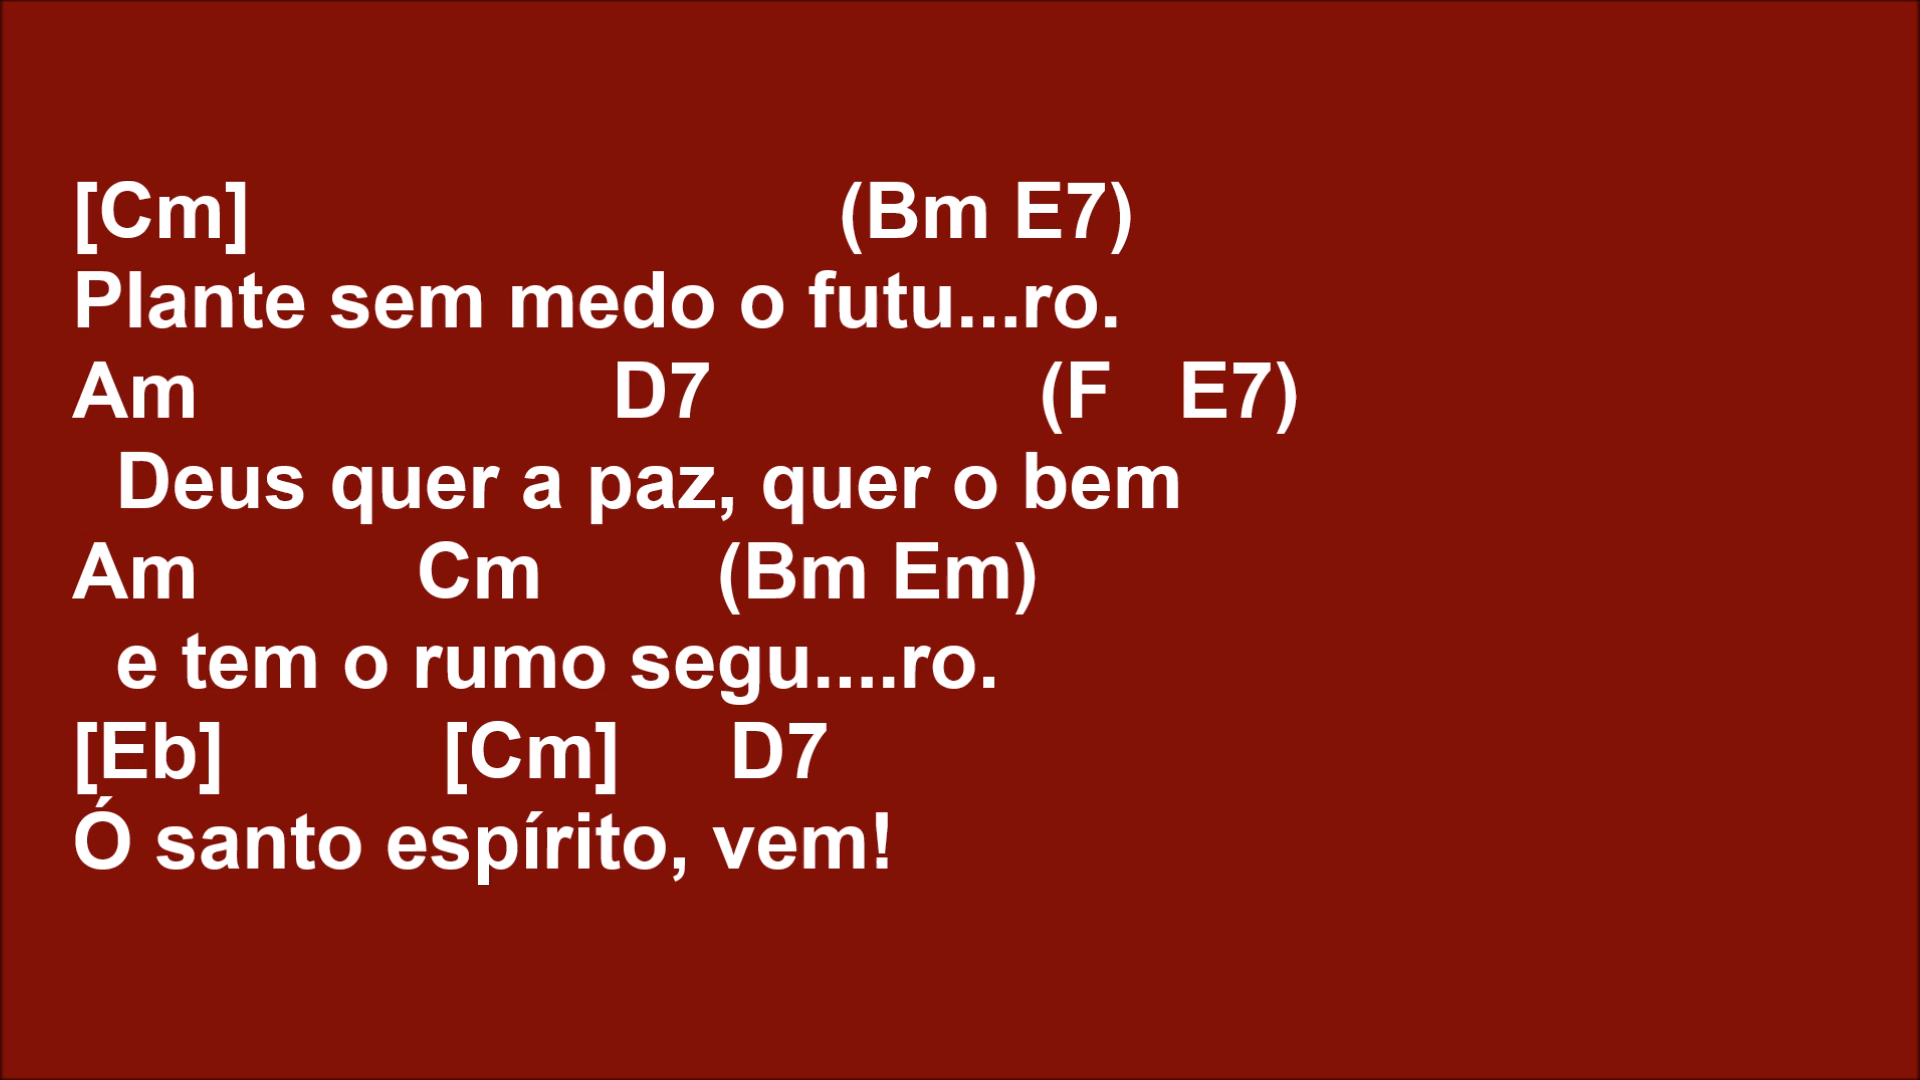 [Cm] (Bm E7)
Plante sem medo o futu...ro.
Am D7 (F E7)
Deus quer a paz, quer o bem
Am Cm (Bm Em)
e tem o rumo segu....ro.
[Eb] [Cm] D7
Ó santo espírito, vem!